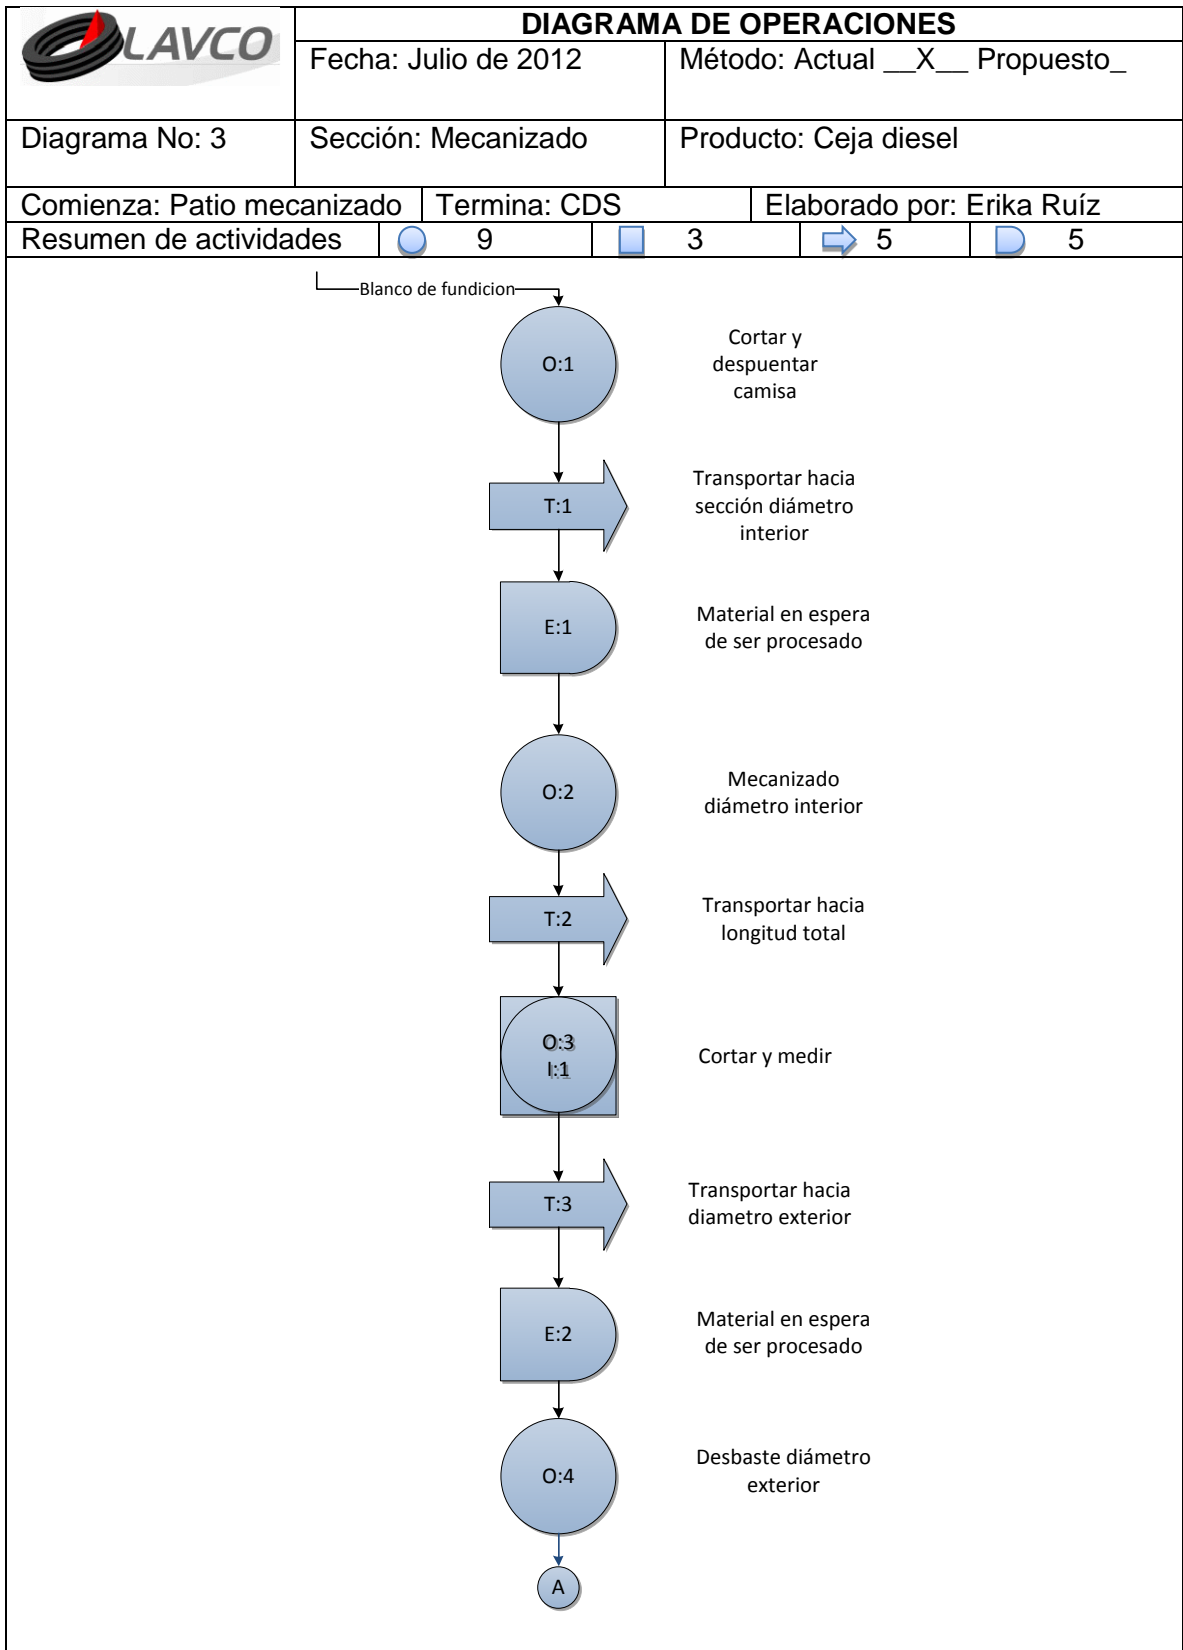 LAVCO
DIAGRAMA DE OPERACIONES
Fecha: Julio de 2012
Método: Actual __X__ Propuesto_
Diagrama No: 3
Sección: Mecanizado
Producto: Ceja diesel
Comienza: Patio mecanizado
Termina: CDS
Elaborado por: Erika Ruíz
Resumen de actividades
9
3
5
5
Blanco de fundicion
O:1
Cortar y
despuentar
camisa
T:1
Transportar hacia
sección diámetro
interior
E:1
Material en espera
de ser procesado
O:2
Mecanizado
diámetro interior
T:2
Transportar hacia
longitud total
O:3
I:1
Cortar y medir
T:3
Transportar hacia
diametro exterior
E:2
Material en espera
de ser procesado
O:4
Desbaste diámetro
exterior
A